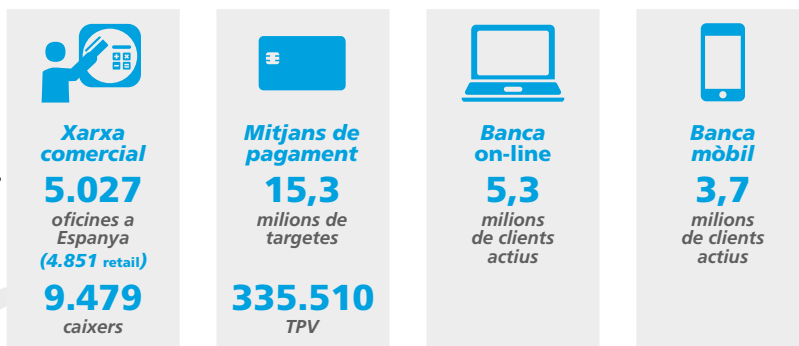 Xarxa
comercial
5.027
oficines a
Espanya
(4.851 retail)
9.479
caixers
Mitjans de
pagament
15,3
milions de
targetes
335.510
TPV
Banca
on-line
5,3
milions
de clients
actius
Banca
mòbil
3,7
milions
de clients
actius